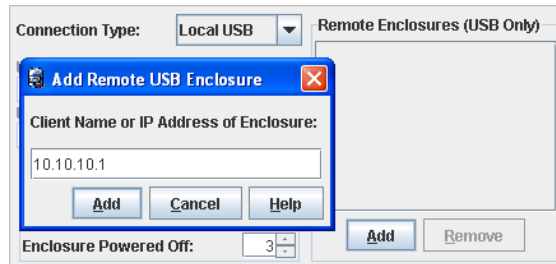 Connection Type:
Local USB
Remote Enclosures (USB Only)
Add Remote USB Enclosure
Client Name or IP Address of Enclosure:
10.10.10.1
Add
Cancel
Help
Enclosure Powered Off:
3
Add
Remove